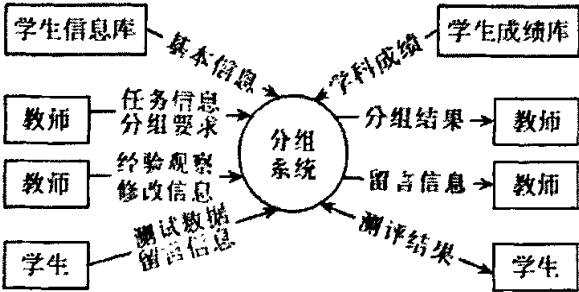 学生信息库
学生成绩库
基本信息
学科成绩
教师
任务信息
分组要求
分组
系统
分组结果
教师
教师
经验观察
修改信息
留言信息
教师
学生
测试数据
留言信息
测评结果
学生